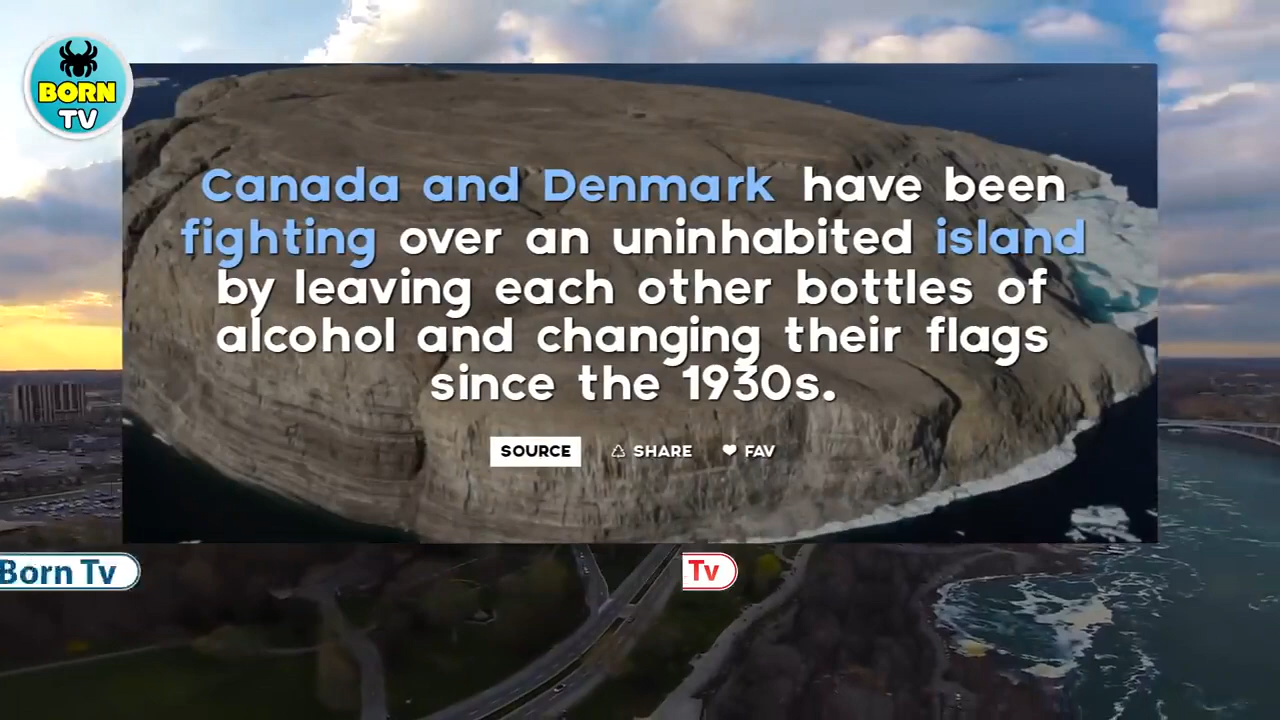 BORN
TV
Canada and Denmark have been
fighting over an uninhabited island
by leaving each other bottles of
alcohol and changing their flags
since the 1930s.
SOURCE SHARE FAV
Born Tv
Tv